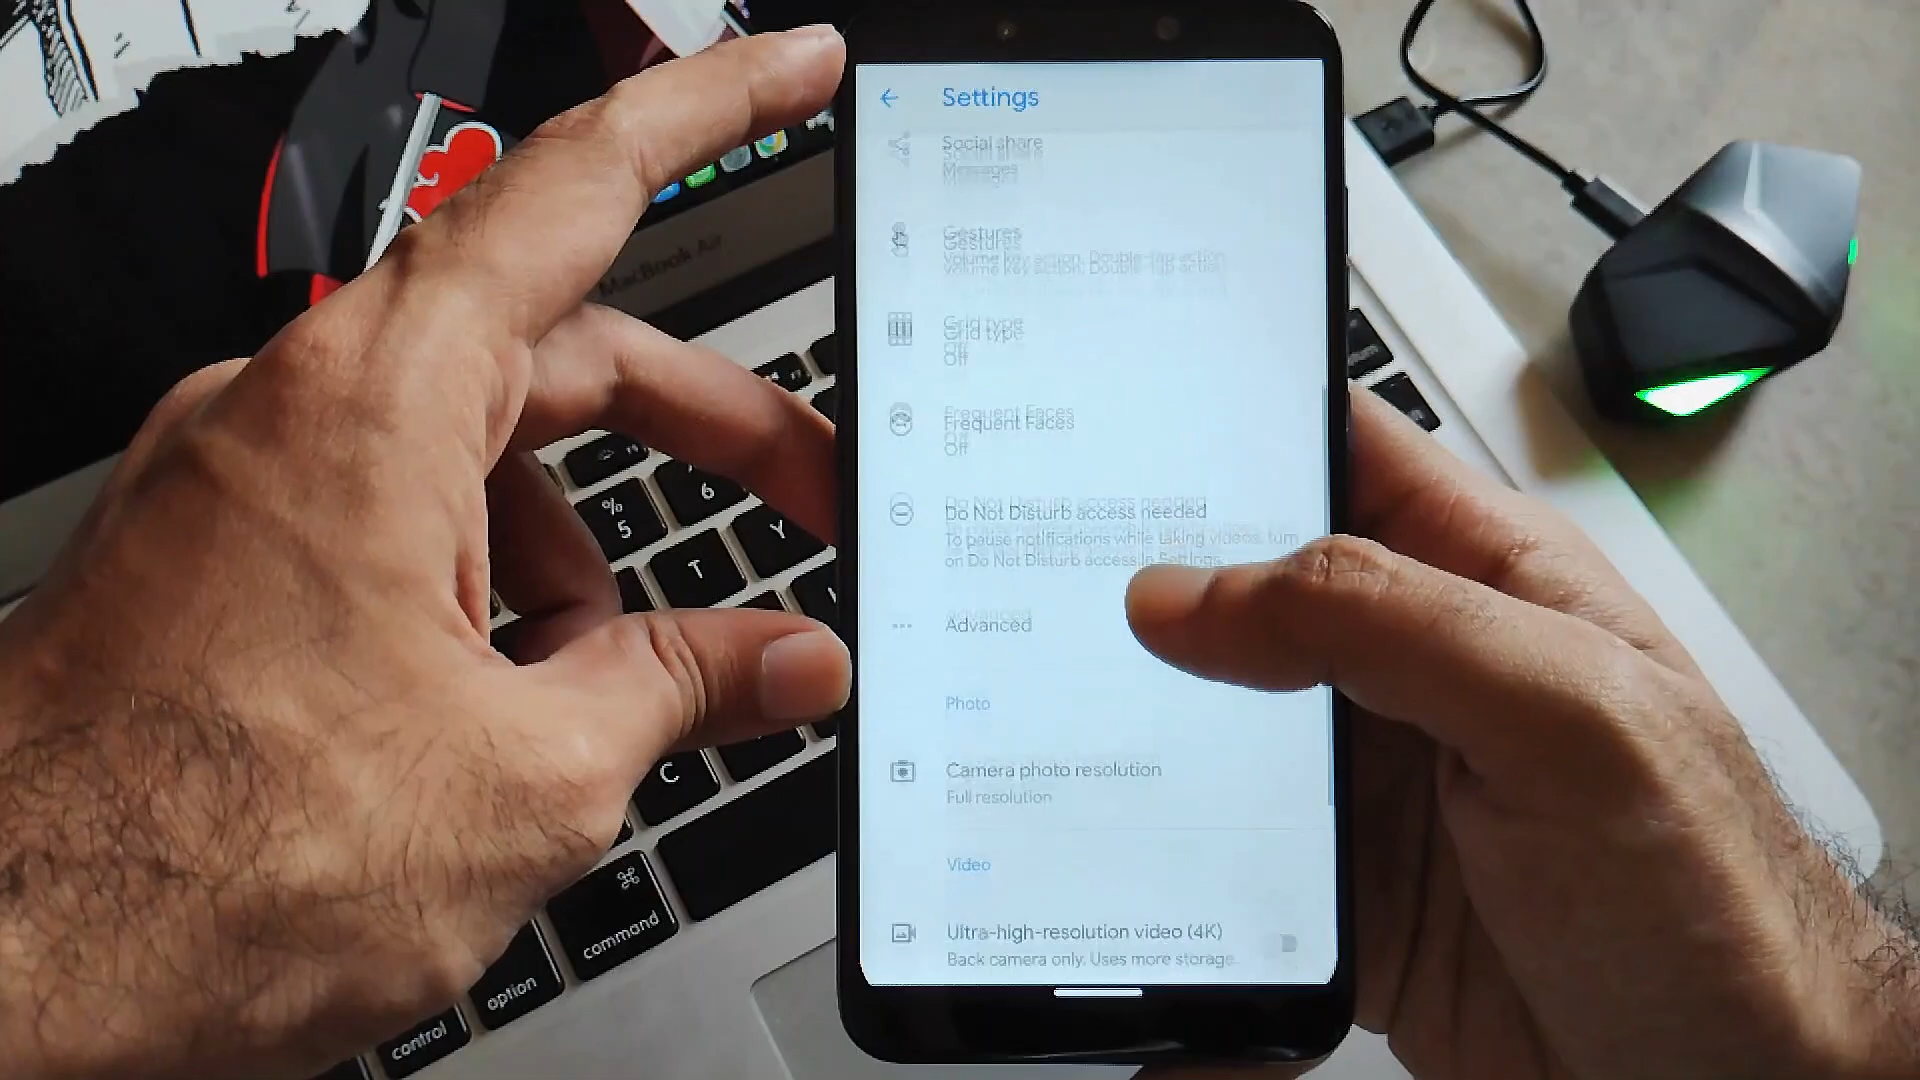 Settings
Social share
Messages
Gestures
Volume key action, Double-tap action
Grid type
Off
Frequent Faces
Off
Do Not Disturb access needed
To pause notifications while taking videos, turn
on Do Not Disturb access in Settings.
Advanced
Photo
Camera photo resolution
Full resolution
Video
Ultra-high-resolution video (4K)
Back camera only. Uses more storage.
MacBook Air
%
5
6
T
Y
C
⌘
command
option
control